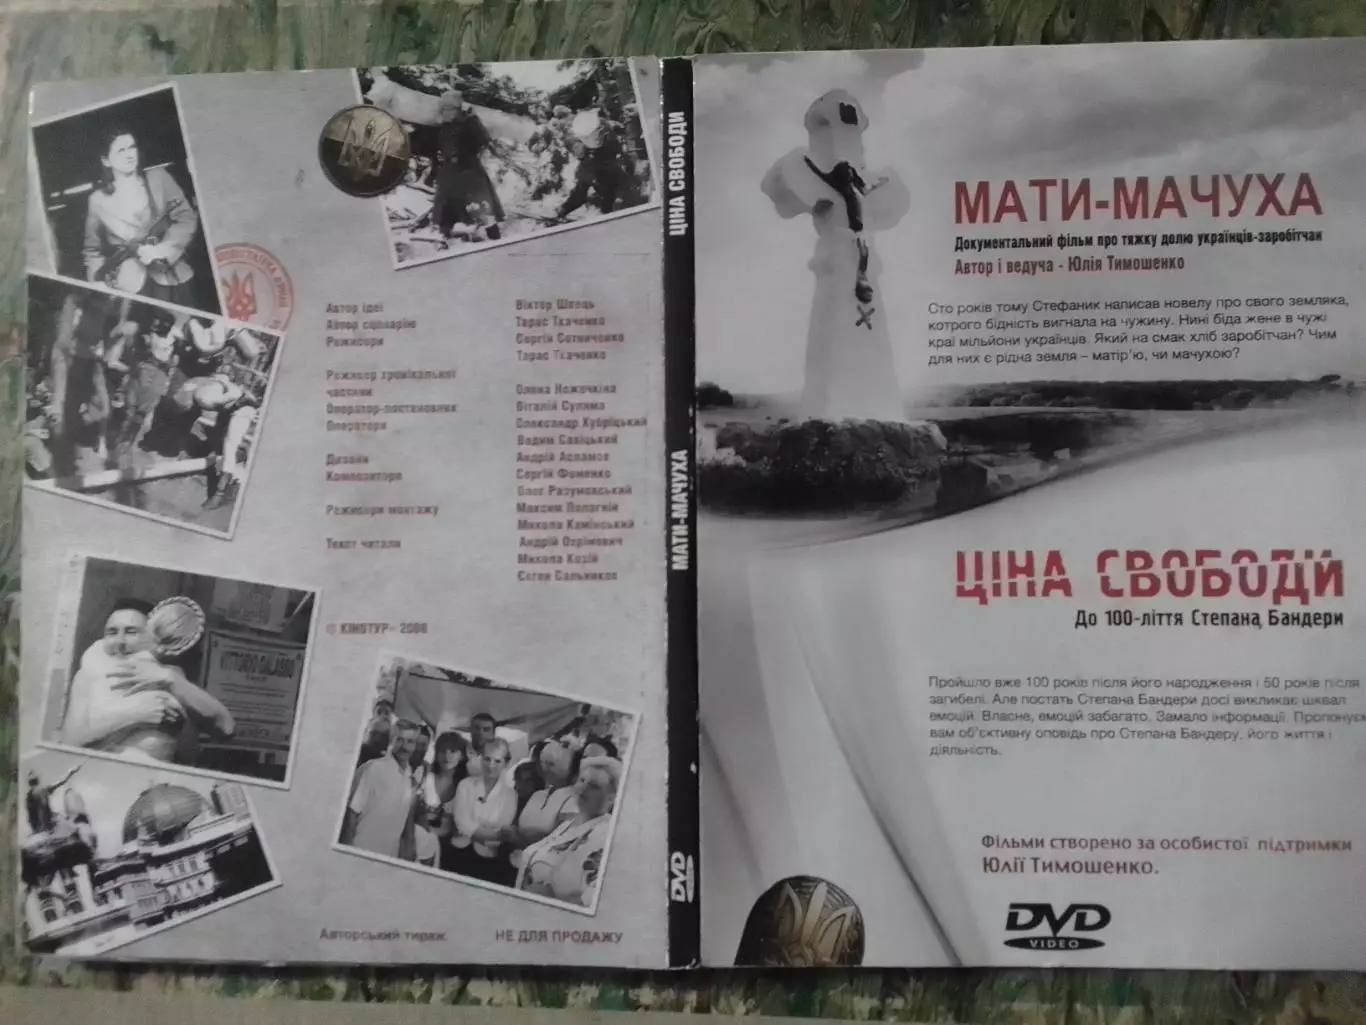 Автор ідеї Віктор Швець
Автор сценарію Тарас Ткаченко
Режисери Сергій Сотниченко
Тарас Ткаченко
Режисер хронікальної
частини Олена Ножечкіна
Оператор-постановник Віталій Сулима
Оператори Олександр Кубріцький
Вадим Савіцький
Дизайн Андрій Асламов
Композитори Сергій Фоменко
Олег Разумовський
Режисери монтажу Максим Полагній
Микола Камінський
Текст читали Андрій Охрімович
Микола Козій
Євген Сальников
© КІНОТУР 2008
VITTORIO GALASSO
Авторський тираж НЕ ДЛЯ ПРОДАЖУ
ЦІНА СВОБОДИ
МАТИ-МАЧУХА
DVD
МАТИ-МАЧУХА
Документальний фільм про тяжку долю українців-заробітчан
Автор і ведуча - Юлія Тимошенко
Сто років тому Стефаник написав новелу про свого земляка,
котрого бідність вигнала на чужину. Нині біда жене в чужі
краї мільйони українців. Який на смак хліб заробітчан? Чим
для них є рідна земля – матір'ю, чи мачухою?
ЦІНА СВОБОДИ
До 100-ліття Степана Бандери
Пройшло вже 100 років після його народження і 50 років після
загибелі. Але постать Степана Бандери досі викликає шквал
емоцій. Власне, емоцій забагато. Замало інформації. Пропонуєм
вам об'єктивну оповідь про Степана Бандеру, його життя і
діяльність.
Фільми створено за особистої підтримки
Юлії Тимошенко.
DVD
VIDEO